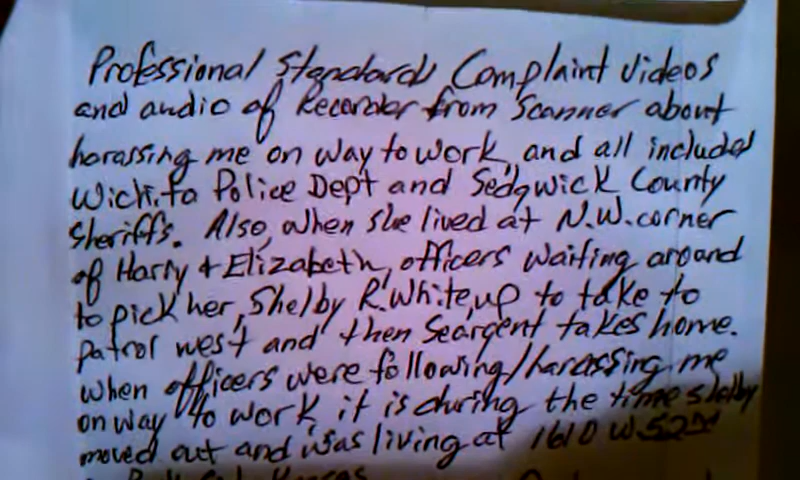 Professional Standards Complaint videos
and audio of Recorder from Scanner about
harassing me on way to work, and all included
Wichita Police Dept and Sedgwick County
Sheriffs. Also, when she lived at N.W. corner
of Harry & Elizabeth, officers waiting around
to pick her, Shelby R. White, up to take to
patrol west and then Seargent takes home.
when officers were following/harassing me
on way to work, it is during the time shelby
moved out and was living at 1610 W. 52nd
Kansas